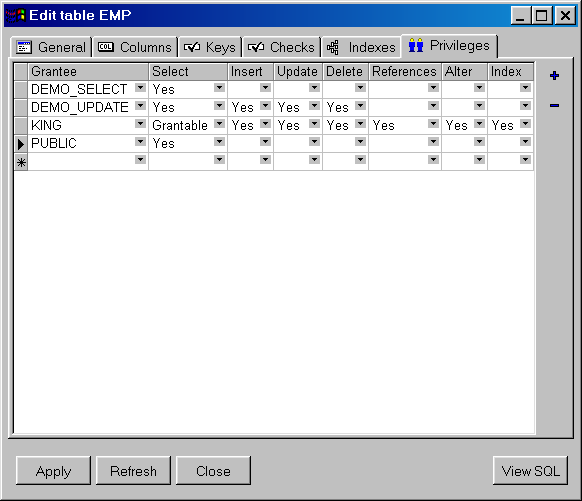 Edit table EMP
General Columns Keys Checks Indexes Privileges
Grantee Select Insert Update Delete References Alter Index
DEMO_SELECT Yes
DEMO_UPDATE Yes Yes Yes Yes
KING Grantable Yes Yes Yes Yes Yes Yes
PUBLIC Yes
Apply Refresh Close View SQL